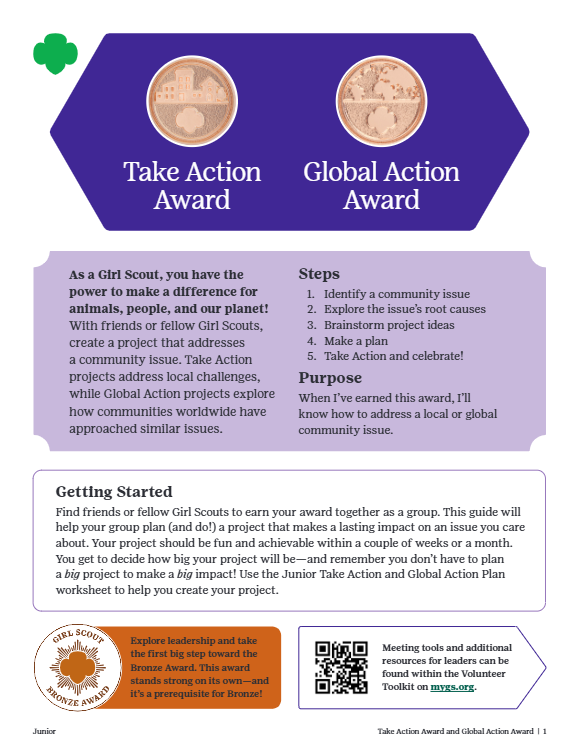 Take Action
Award
Global Action
Award
As a Girl Scout, you have the
power to make a difference for
animals, people, and our planet!
With friends or fellow Girl Scouts,
create a project that addresses
a community issue. Take Action
projects address local challenges,
while Global Action projects explore
how communities worldwide have
approached similar issues.
Steps
1. Identify a community issue
2. Explore the issue's root causes
3. Brainstorm project ideas
4. Make a plan
5. Take Action and celebrate!
Purpose
When I've earned this award, I'll
know how to address a local or global
community issue.
Getting Started
Find friends or fellow Girl Scouts to earn your award together as a group. This guide will
help your group plan (and do!) a project that makes a lasting impact on an issue you care
about. Your project should be fun and achievable within a couple of weeks or a month.
You get to decide how big your project will be—and remember you don't have to plan
a big project to make a big impact! Use the Junior Take Action and Global Action Plan
worksheet to help you create your project.
GIRL SCOUT
BRONZE AWARD
Explore leadership and take
the first big step toward the
Bronze Award. This award
stands strong on its own—and
it's a prerequisite for Bronze!
Meeting tools and additional
resources for leaders can be
found within the Volunteer
Toolkit on mygs.org.
Junior
Take Action Award and Global Action Award | 1